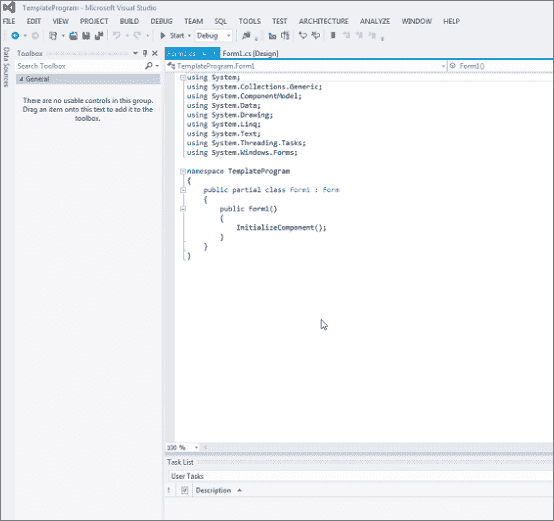 TemplateProgram - Microsoft Visual Studio
FILE EDIT VIEW PROJECT BUILD DEBUG TEAM SQL TOOLS TEST ARCHITECTURE ANALYZE WINDOW HELP
Start Debug
Data Sources
Toolbox
Search Toolbox
General
There are no usable controls in this group.
Drag an item onto this text to add it to the
toolbox.
Form1.cs Form1.cs [Design]
TemplateProgram.Form1 Form1()
using System;
using System.Collections.Generic;
using System.ComponentModel;
using System.Data;
using System.Drawing;
using System.Linq;
using System.Text;
using System.Threading.Tasks;
using System.Windows.Forms;
namespace TemplateProgram
{
public partial class Form1 : Form
{
public Form1()
{
InitializeComponent();
}
}
}
100 %
Task List
User Tasks
! Description